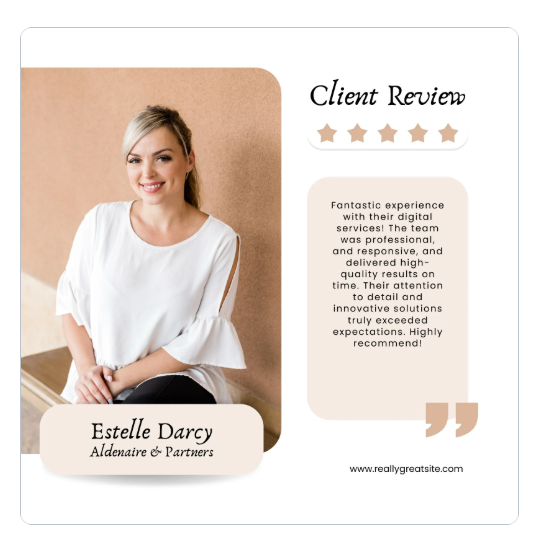 Client Review
Fantastic experience
with their digital
services! The team
was professional,
and responsive, and
delivered high-
quality results on
time. Their attention
to detail and
innovative solutions
truly exceeded
expectations. Highly
recommend!
Estelle Darcy
Aldenaire & Partners
www.reallygreatsite.com